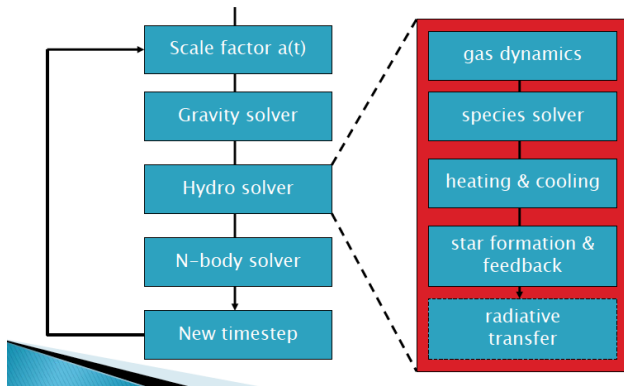 Scale factor a(t)
Gravity solver
Hydro solver
N-body solver
New timestep
gas dynamics
species solver
heating & cooling
star formation &
feedback
radiative
transfer